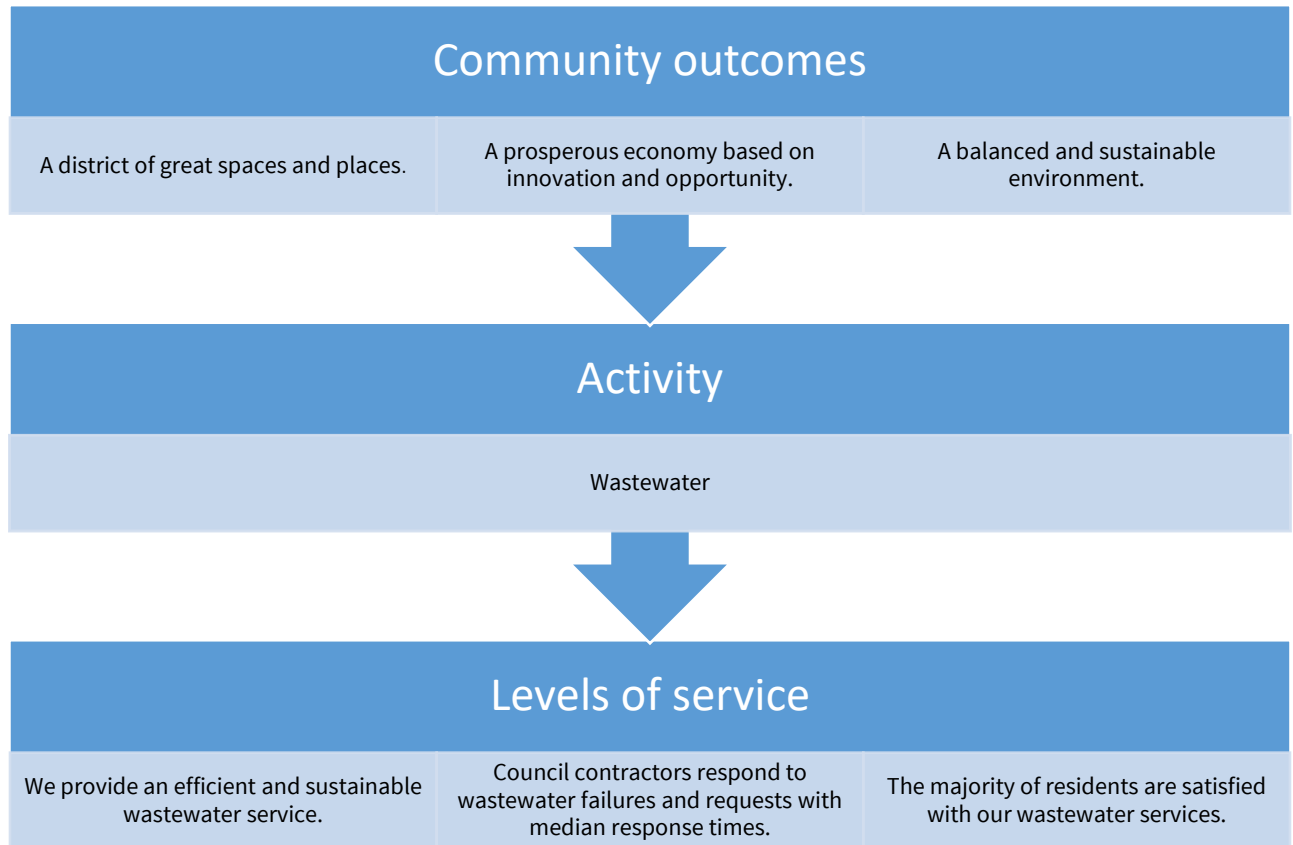 Community outcomes
A district of great spaces and places.
A prosperous economy based on
innovation and opportunity.
A balanced and sustainable
environment.
Activity
Wastewater
Levels of service
We provide an efficient and sustainable
wastewater service.
Council contractors respond to
wastewater failures and requests with
median response times.
The majority of residents are satisfied
with our wastewater services.